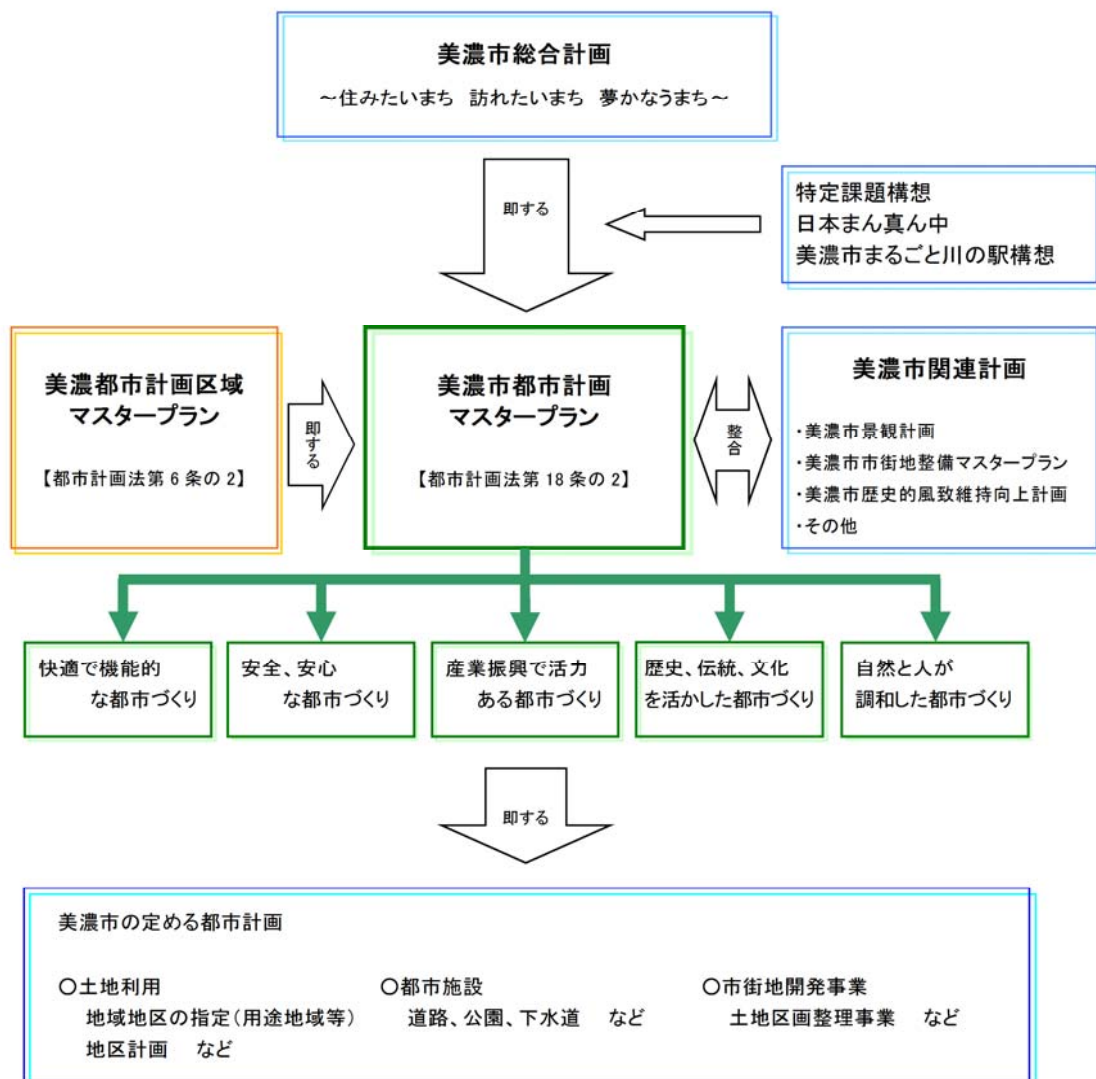 美濃市総合計画
～住みたいまち 訪れたいまち 夢かなうまち～
即する
特定課題構想
日本まん真ん中
美濃市まるごと川の駅構想
美濃都市計画区域
マスタープラン
【都市計画法第6条の2】
即する
美濃市都市計画
マスタープラン
【都市計画法第18条の2】
整合
美濃市関連計画
・美濃市景観計画
・美濃市市街地整備マスタープラン
・美濃市歴史的風致維持向上計画
・その他
快適で機能的
な都市づくり
安全、安心
な都市づくり
産業振興で活力
ある都市づくり
歴史、伝統、文化
を活かした都市づくり
自然と人が
調和した都市づくり
即する
美濃市の定める都市計画
○土地利用
地域地区の指定(用途地域等)
地区計画 など
○都市施設
道路、公園、下水道 など
○市街地開発事業
土地区画整理事業 など